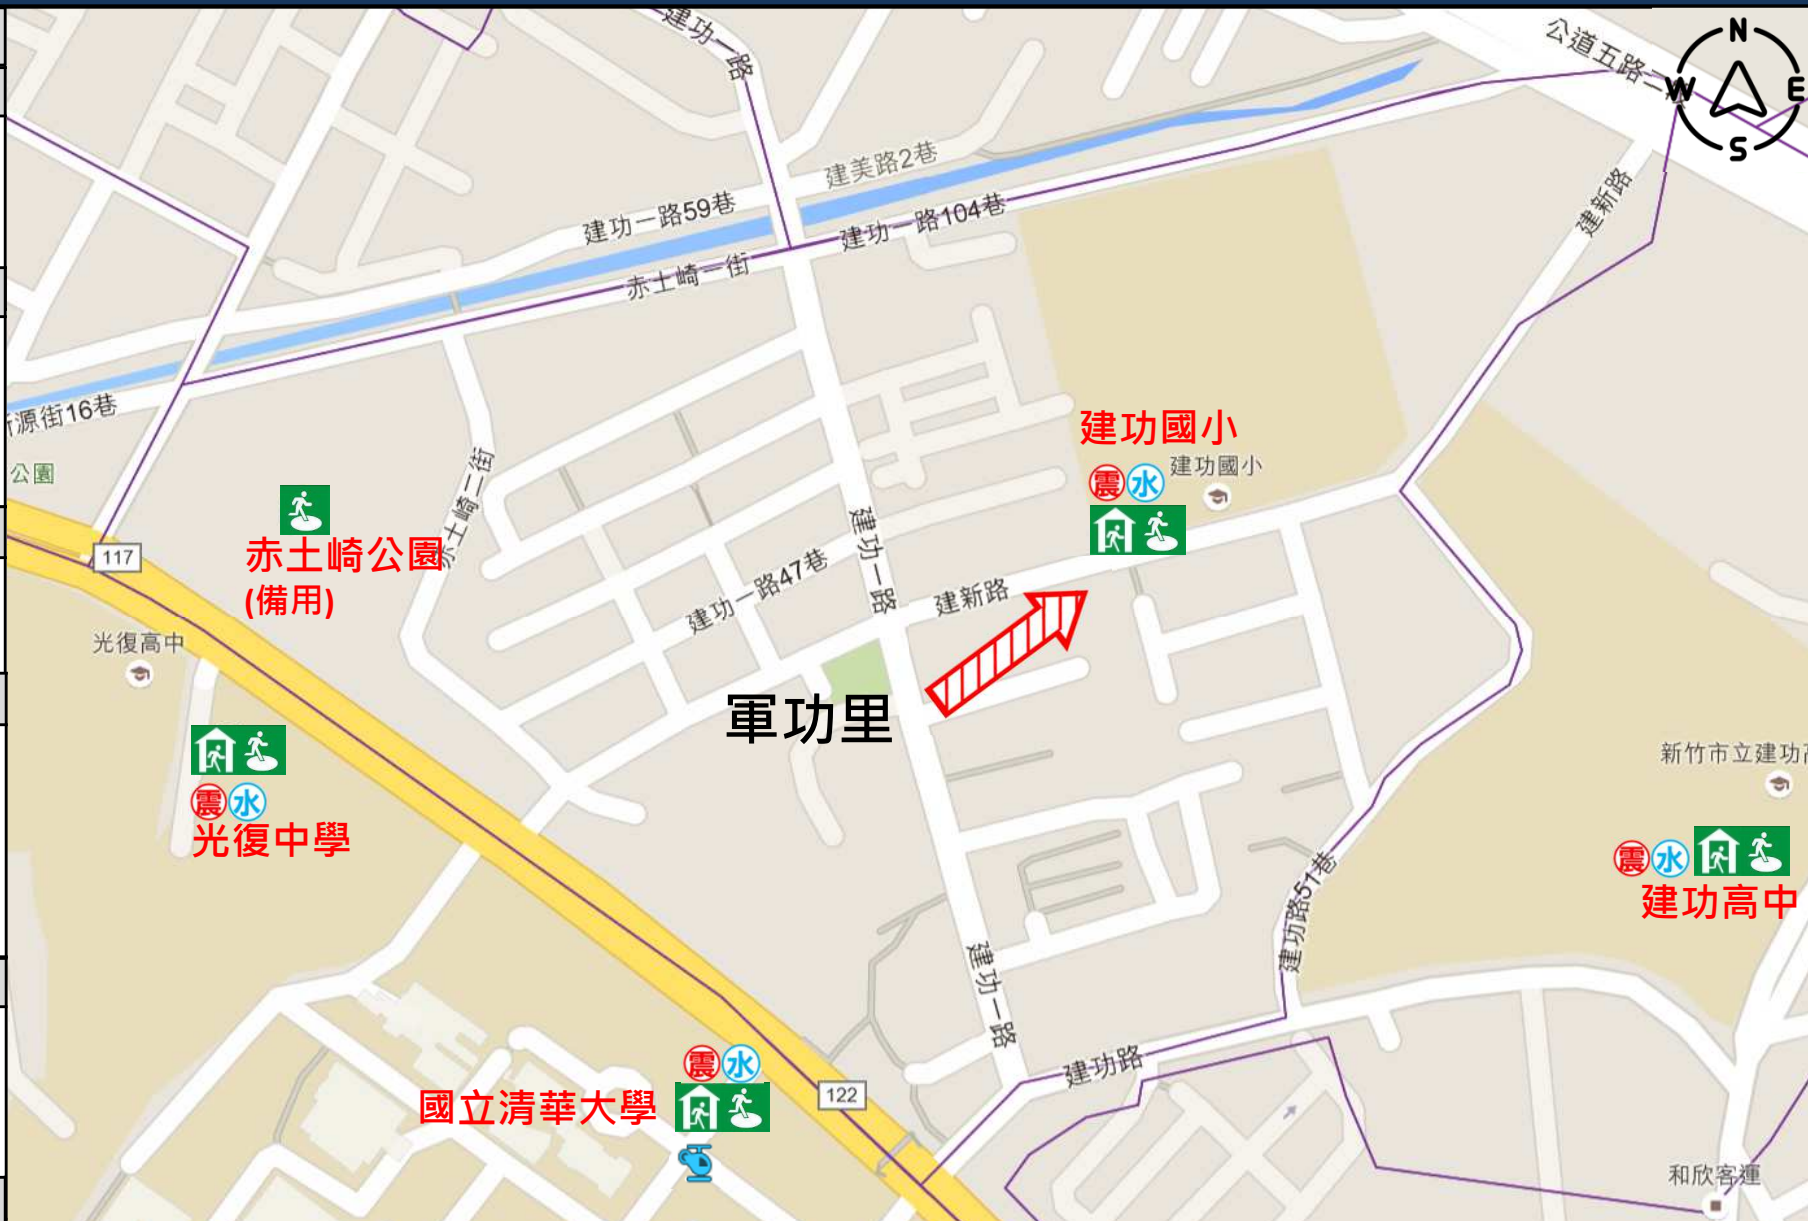 建功一路
公道五路二
N
W
E
S
建美路2巷
建功一路59巷
建功一路104巷
赤土崎一街
建新路
源街16巷
公園
建功國小
建功國小
震水
赤土崎二街
117
赤土崎公園
(備用)
建功一路
建功一路47巷
建新路
光復高中
軍功里
震水
光復中學
新竹市立建功
震水
建功高中
建功路51巷
建功一路
震水
國立清華大學
122
建功路
和欣客運